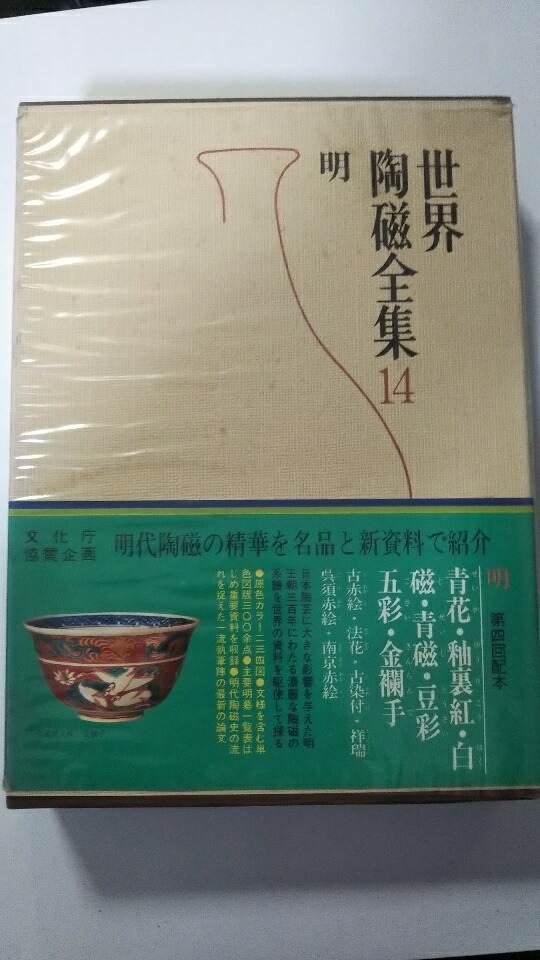 世界
陶磁全集14
明
文化庁
協賛企画
明代陶磁の精華を名品と新資料で紹介
明
第四回配本
青花・釉裏紅・白
磁・青磁・豆彩
五彩・金襴手
古赤絵・法花・古染付・祥瑞
呉須赤絵・南京赤絵
日本陶芸に大きな影響を与えた明
王朝三百年にわたる濃麗な陶磁の
系譜を世界の資料を駆使して探る
●原色カラー二三四図●文様を含む単
色図版三〇〇余点●主要明墓一覧表は
じめ重要資料を収録●明代陶磁史の流
れを捉えた一流執筆陣の最新の論文